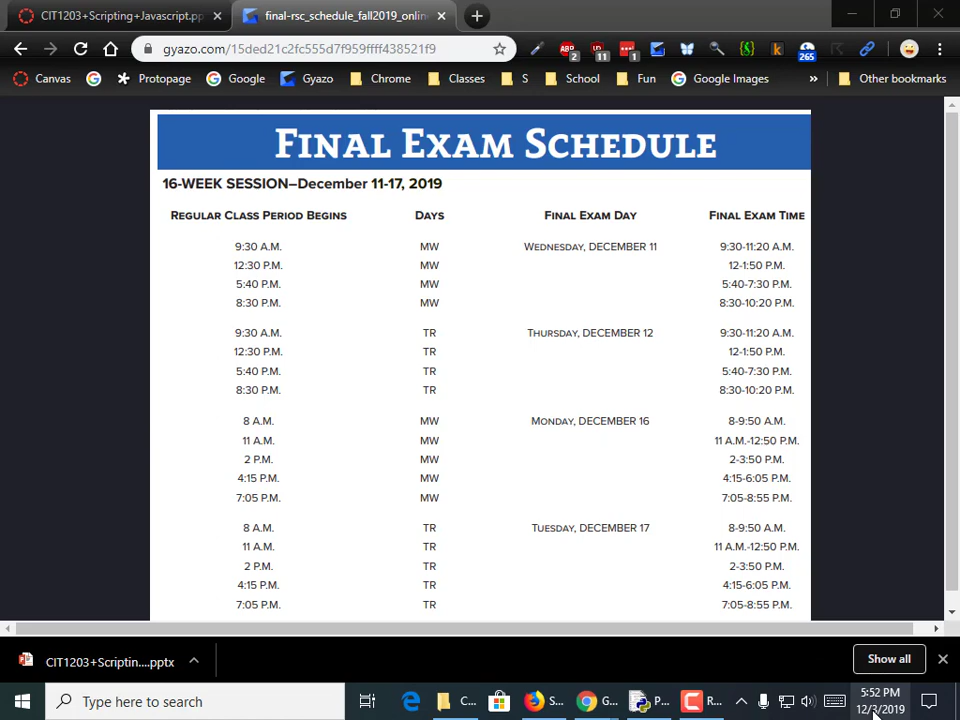 CIT1203+Scripting+Javascript.pp
final-rsc_schedule_fall2019_onlin
gyazo.com/15ded21c2fc555d7f959ffff438521f9
2
11
1
265
Canvas
Protopage
Google
Gyazo
Chrome
Classes
S
School
Fun
Google Images
»
Other bookmarks
FINAL EXAM SCHEDULE
16-WEEK SESSION–December 11-17, 2019
REGULAR CLASS PERIOD BEGINS DAYS FINAL EXAM DAY FINAL EXAM TIME
9:30 A.M. MW WEDNESDAY, DECEMBER 11 9:30-11:20 A.M.
12:30 P.M. MW 12-1:50 P.M.
5:40 P.M. MW 5:40-7:30 P.M.
8:30 P.M. MW 8:30-10:20 P.M.
9:30 A.M. TR THURSDAY, DECEMBER 12 9:30-11:20 A.M.
12:30 P.M. TR 12-1:50 P.M.
5:40 P.M. TR 5:40-7:30 P.M.
8:30 P.M. TR 8:30-10:20 P.M.
8 A.M. MW MONDAY, DECEMBER 16 8-9:50 A.M.
11 A.M. MW 11 A.M.-12:50 P.M.
2 P.M. MW 2-3:50 P.M.
4:15 P.M. MW 4:15-6:05 P.M.
7:05 P.M. MW 7:05-8:55 P.M.
8 A.M. TR TUESDAY, DECEMBER 17 8-9:50 A.M.
11 A.M. TR 11 A.M.-12:50 P.M.
2 P.M. TR 2-3:50 P.M.
4:15 P.M. TR 4:15-6:05 P.M.
7:05 P.M. TR 7:05-8:55 P.M.
CIT1203+Scriptin....pptx
Show all
Type here to search
C...
S...
G...
P...
R...
5:52 PM
12/3/2019